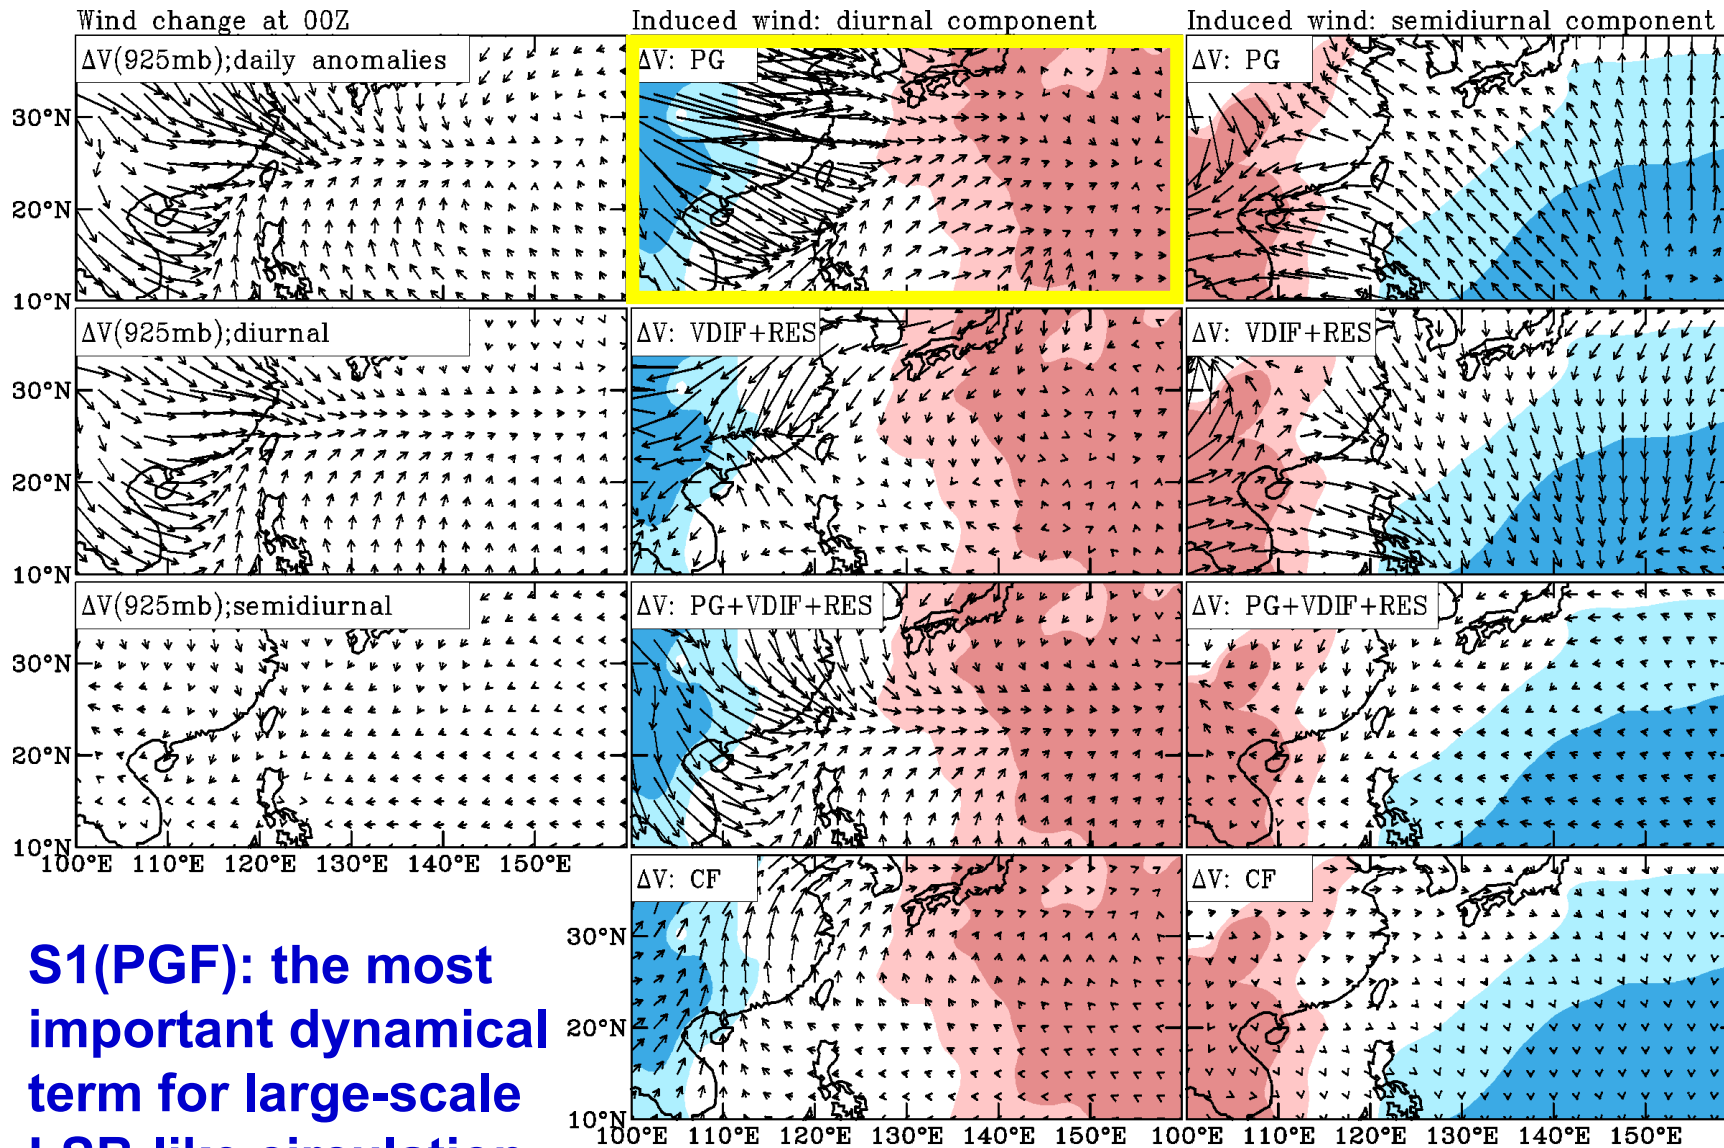 Wind change at 00Z
Induced wind: diurnal component
Induced wind: semidiurnal component
ΔV(925mb);daily anomalies
ΔV: PG
ΔV: PG
30°N
20°N
10°N
ΔV(925mb);diurnal
ΔV: VDIF+RES
ΔV: VDIF+RES
30°N
20°N
10°N
ΔV(925mb);semidiurnal
ΔV: PG+VDIF+RES
ΔV: PG+VDIF+RES
30°N
20°N
10°N
100°E 110°E 120°E 130°E 140°E 150°E
ΔV: CF
ΔV: CF
30°N
20°N
10°N
100°E 110°E 120°E 130°E 140°E 150°E 100°E 110°E 120°E 130°E 140°E 150°E
S1(PGF): the most
important dynamical
term for large-scale
LSB-like circulation